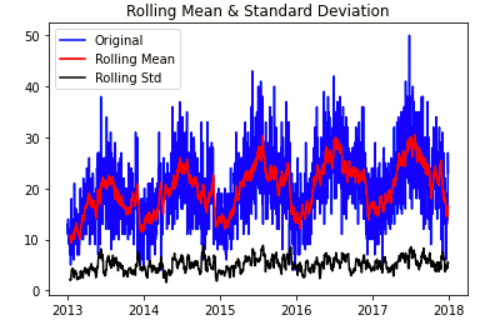 Rolling Mean & Standard Deviation
50
40
30
20
10
0
Original
Rolling Mean
Rolling Std
2013 2014 2015 2016 2017 2018